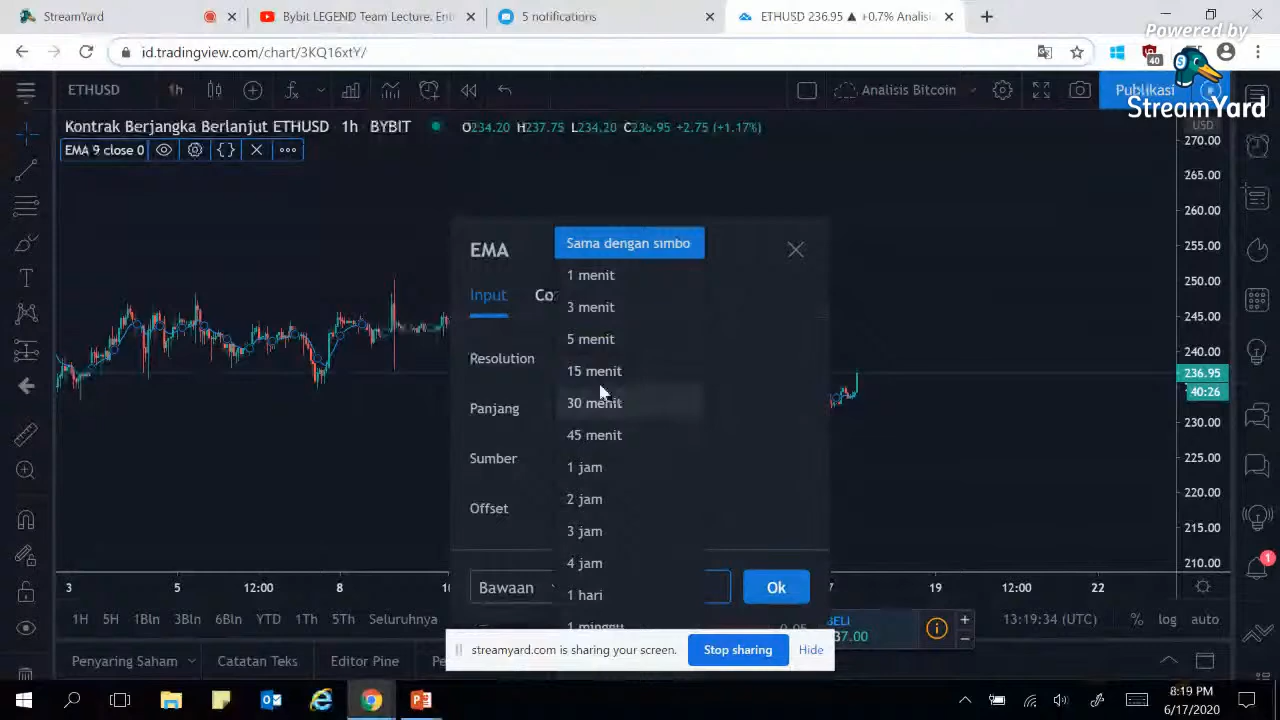 StreamYard
Bybit LEGEND Team Lecture. Ent
5 notifications
ETHUSD 236.95 ▲ +0.7% Analisi
Powered by
StreamYard
id.tradingview.com/chart/3KQ16xtY/
40
ETHUSD
1h
Analisis Bitcoin
Publikasi
Kontrak Berjangka Berlanjut ETHUSD 1h BYBIT
O234.20 H237.75 L234.20 C236.95 +2.75 (+1.17%)
EMA 9 close 0
USD
270.00
265.00
260.00
255.00
250.00
245.00
240.00
236.95
40:26
230.00
225.00
220.00
215.00
210.00
EMA
Input
Resolution
Panjang
Sumber
Offset
Sama dengan simbo
1 menit
3 menit
5 menit
15 menit
30 menit
45 menit
1 jam
2 jam
3 jam
4 jam
1 hari
1 minggu
Bawaan
Ok
3
5
12:00
8
19
12:00
22
1H
5H
1Bln
3Bln
6Bln
YTD
1Th
5Th
Seluruhnya
BELI
37.00
13:19:34 (UTC)
%
log
auto
1
Penyaring Saham
Catatan Teks
Editor Pine
streamyard.com is sharing your screen.
Stop sharing
Hide
8:19 PM
6/17/2020